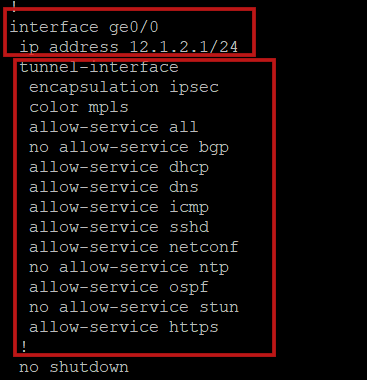 !
interface ge0/0
ip address 12.1.2.1/24
tunnel-interface
encapsulation ipsec
color mpls
allow-service all
no allow-service bgp
allow-service dhcp
allow-service dns
allow-service icmp
allow-service sshd
allow-service netconf
no allow-service ntp
allow-service ospf
no allow-service stun
allow-service https
!
no shutdown